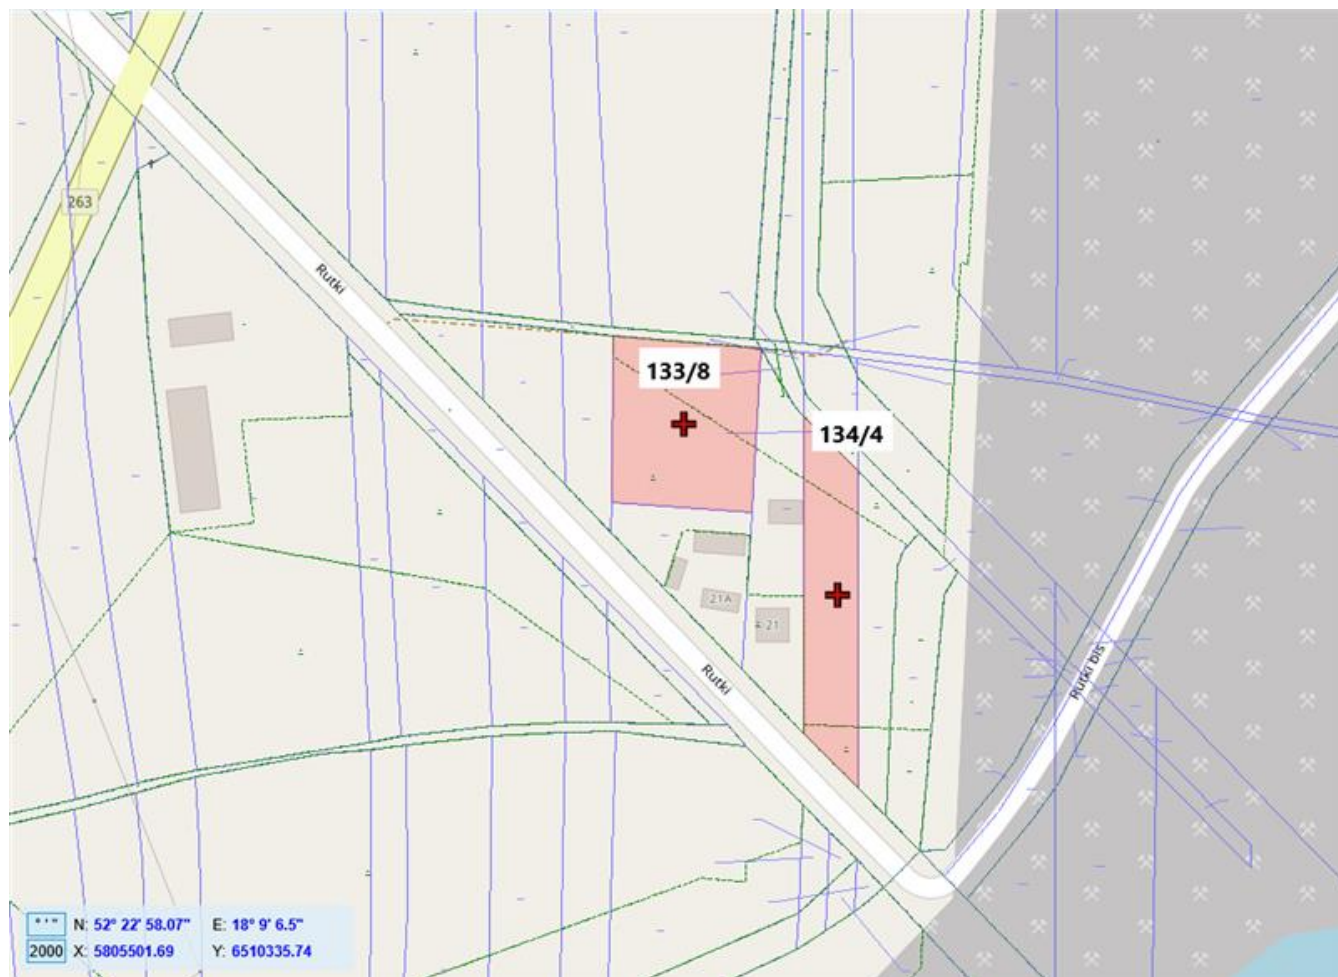 263
Rutki
133/8
134/4
21A
21
Rutki
Rutki bis
° ' " N: 52° 22' 58.07" E: 18° 9' 6.5"
2000 X: 5805501.69 Y: 6510335.74